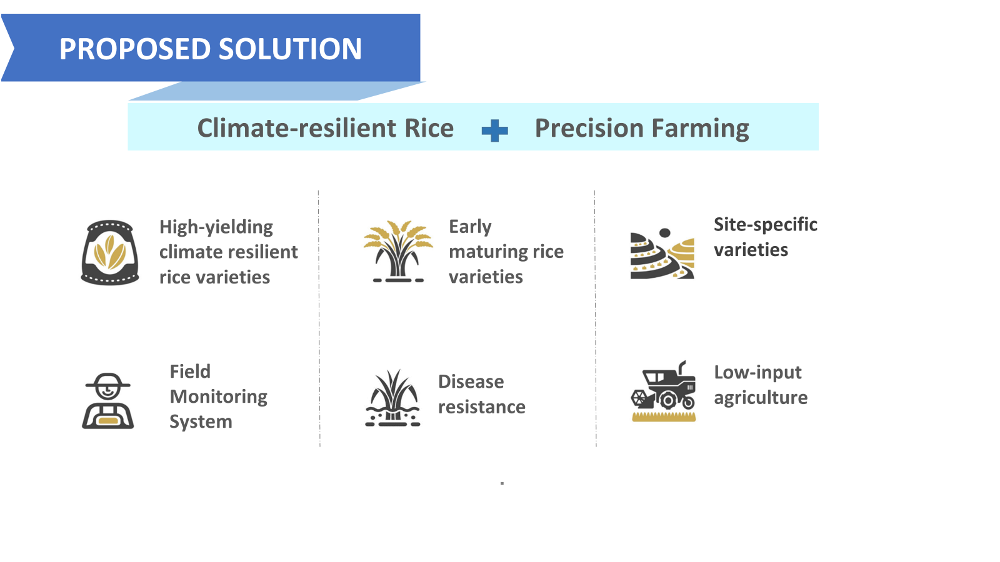 PROPOSED SOLUTION
Climate-resilient Rice
Precision Farming
High-yielding
climate resilient
rice varieties
Early
maturing rice
varieties
Site-specific
varieties
Field
Monitoring
System
Disease
resistance
Low-input
agriculture
.